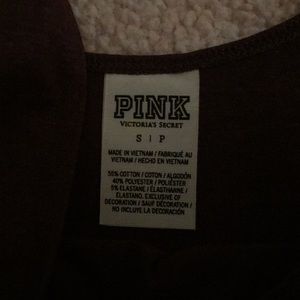 PINK
VICTORIA'S SECRET
S | P
MADE IN VIETNAM / FABRIQUÉ AU
VIETNAM / HECHO EN VIETNAM
55% COTTON / COTON / ALGODÓN
40% POLYESTER / POLIÉSTER
5% ELASTANE / ÉLASTHANNE /
ELASTANO, EXCLUSIVE OF
DECORATION / SAUF DÉCORATION /
NO INCLUYE LA DECORACIÓN